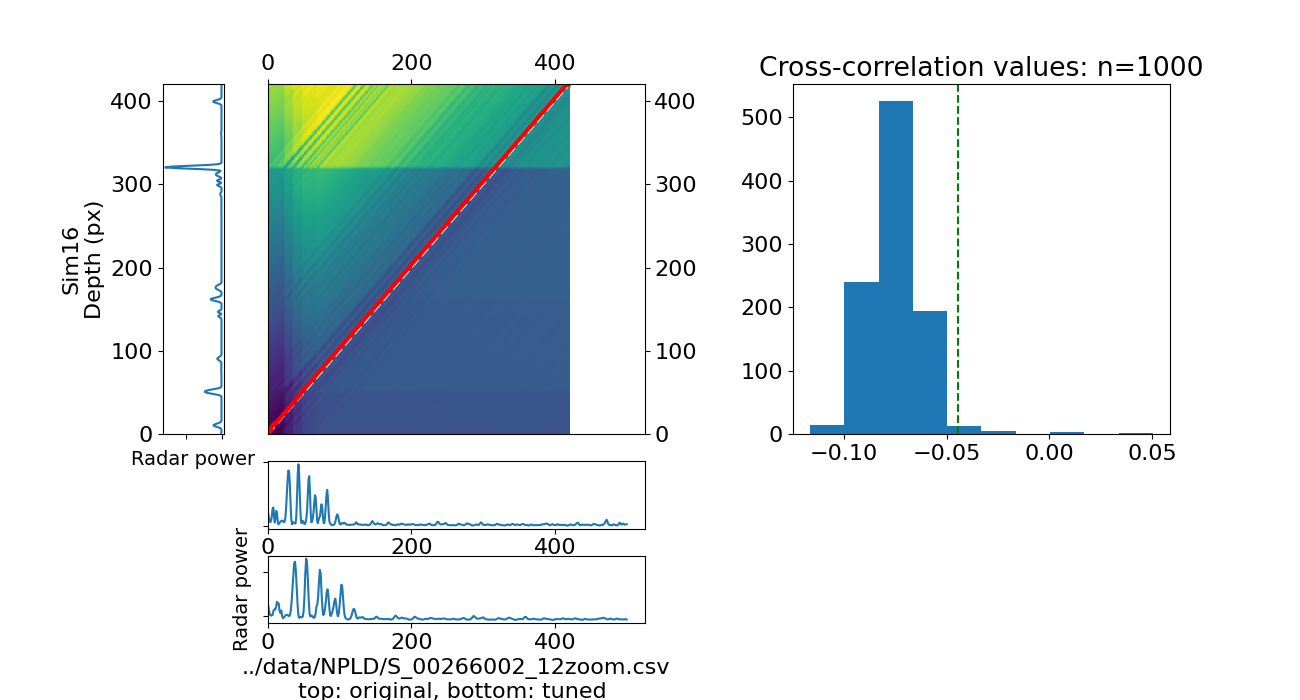 Cross-correlation values: n=1000
0 200 400
400
300
200
100
0
Sim16
Depth (px)
400
300
200
100
0
500
400
300
200
100
0
−0.10 −0.05 0.00 0.05
Radar power
0 200 400
Radar power
0 200 400
../data/NPLD/S_00266002_12zoom.csv
top: original, bottom: tuned